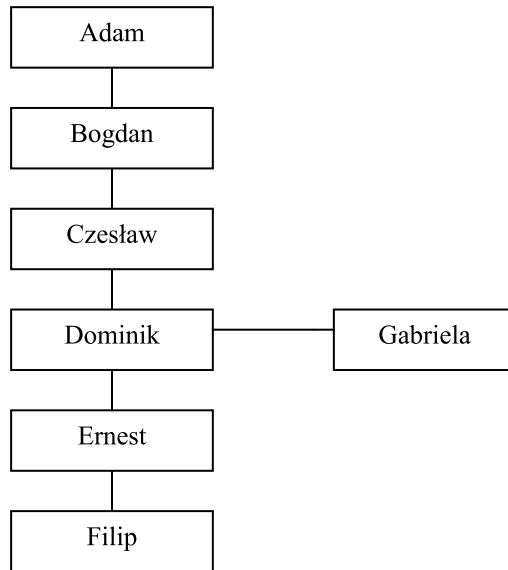 Adam
Bogdan
Czesław
Dominik
Gabriela
Ernest
Filip